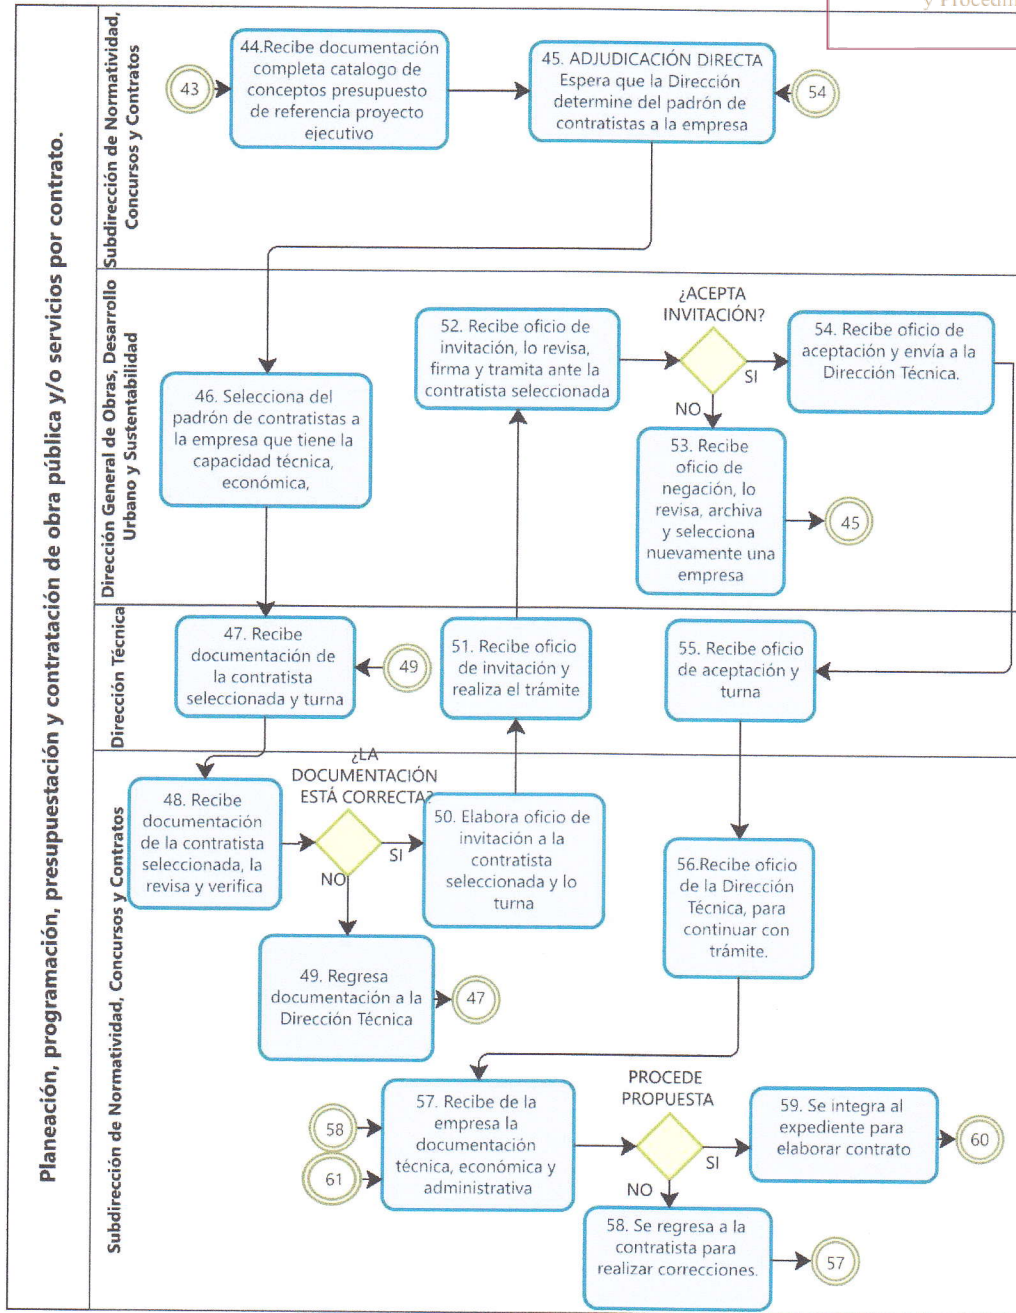 y Procedim
Planeación, programación, presupuestación y contratación de obra pública y/o servicios por contrato.
Subdirección de Normatividad,
Concursos y Contratos
43
44.Recibe documentación
completa catalogo de
conceptos presupuesto
de referencia proyecto
ejecutivo
45. ADJUDICACIÓN DIRECTA
Espera que la Dirección
determine del padrón de
contratistas a la empresa
54
Dirección General de Obras, Desarrollo
Urbano y Sustentabilidad
46. Selecciona del
padrón de contratistas a
la empresa que tiene la
capacidad técnica,
económica,
52. Recibe oficio de
invitación, lo revisa,
firma y tramita ante la
contratista seleccionada
¿ACEPTA
INVITACIÓN?
SI
NO
54. Recibe oficio de
aceptación y envía a la
Dirección Técnica.
53. Recibe
oficio de
negación, lo
revisa, archiva
y selecciona
nuevamente una
empresa
45
Dirección Técnica
47. Recibe
documentación de
la contratista
seleccionada y turna
49
51. Recibe oficio
de invitación y
realiza el trámite
55. Recibe oficio
de aceptación y
turna
Subdirección de Normatividad, Concursos y Contratos
48. Recibe
documentación
de la contratista
seleccionada, la
revisa y verifica
¿LA
DOCUMENTACIÓN
ESTÁ CORRECTA?
SI
NO
50. Elabora oficio de
invitación a la
contratista
seleccionada y lo
turna
49. Regresa
documentación a la
Dirección Técnica
47
56.Recibe oficio
de la Dirección
Técnica, para
continuar con
trámite.
58
61
57. Recibe de la
empresa la
documentación
técnica, económica y
administrativa
PROCEDE
PROPUESTA
SI
NO
59. Se integra al
expediente para
elaborar contrato
60
58. Se regresa a la
contratista para
realizar correcciones.
57